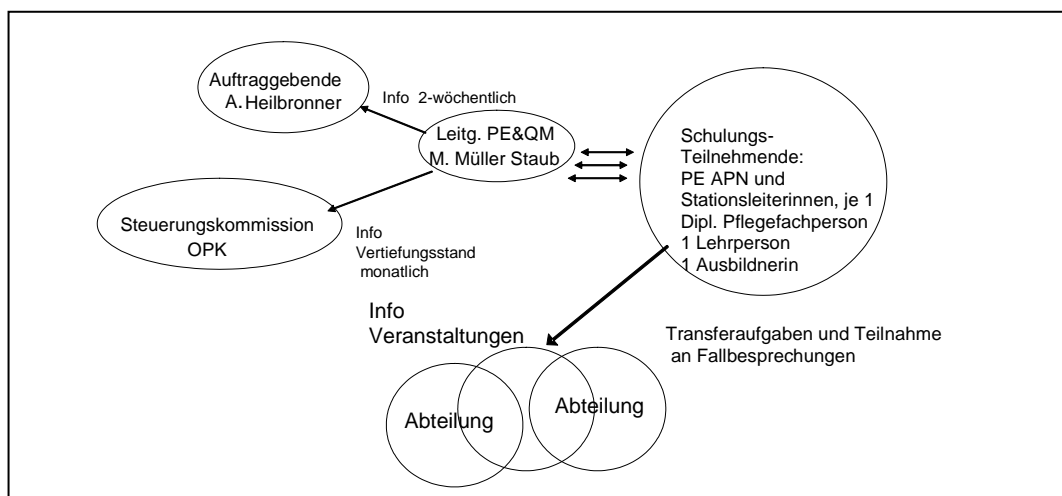 Auftraggebende
A. Heilbronner
Info 2-wöchentlich
Leitg. PE&QM
M. Müller Staub
Schulungs-
Teilnehmende:
PE APN und
Stationsleiterinnen, je 1
Dipl. Pflegefachperson
1 Lehrperson
1 Ausbildnerin
Steuerungskommission
OPK
Info
Vertiefungsstand
monatlich
Info
Veranstaltungen
Transferaufgaben und Teilnahme
an Fallbesprechungen
Abteilung
Abteilung